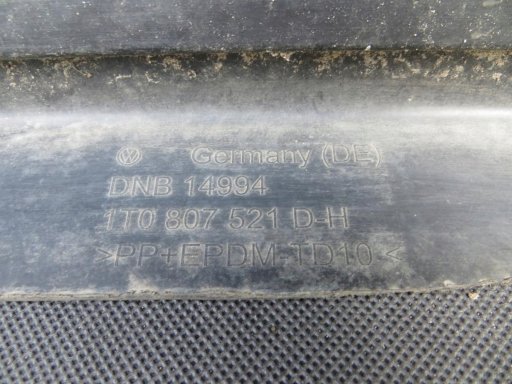 Germany (DE)
DNB 14994
1T0 807 521 D-H
>PP+EPDM-TD10<